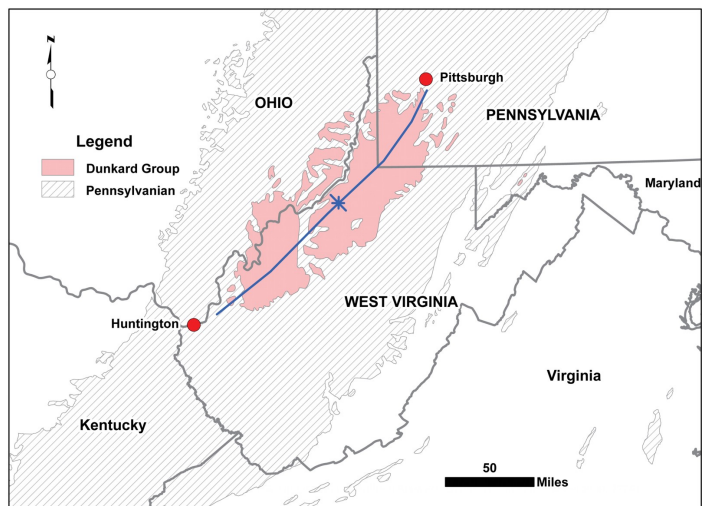 z
Pittsburgh
OHIO
PENNSYLVANIA
Legend
Dunkard Group
Pennsylvanian
Maryland
WEST VIRGINIA
Huntington
Virginia
Kentucky
50
Miles